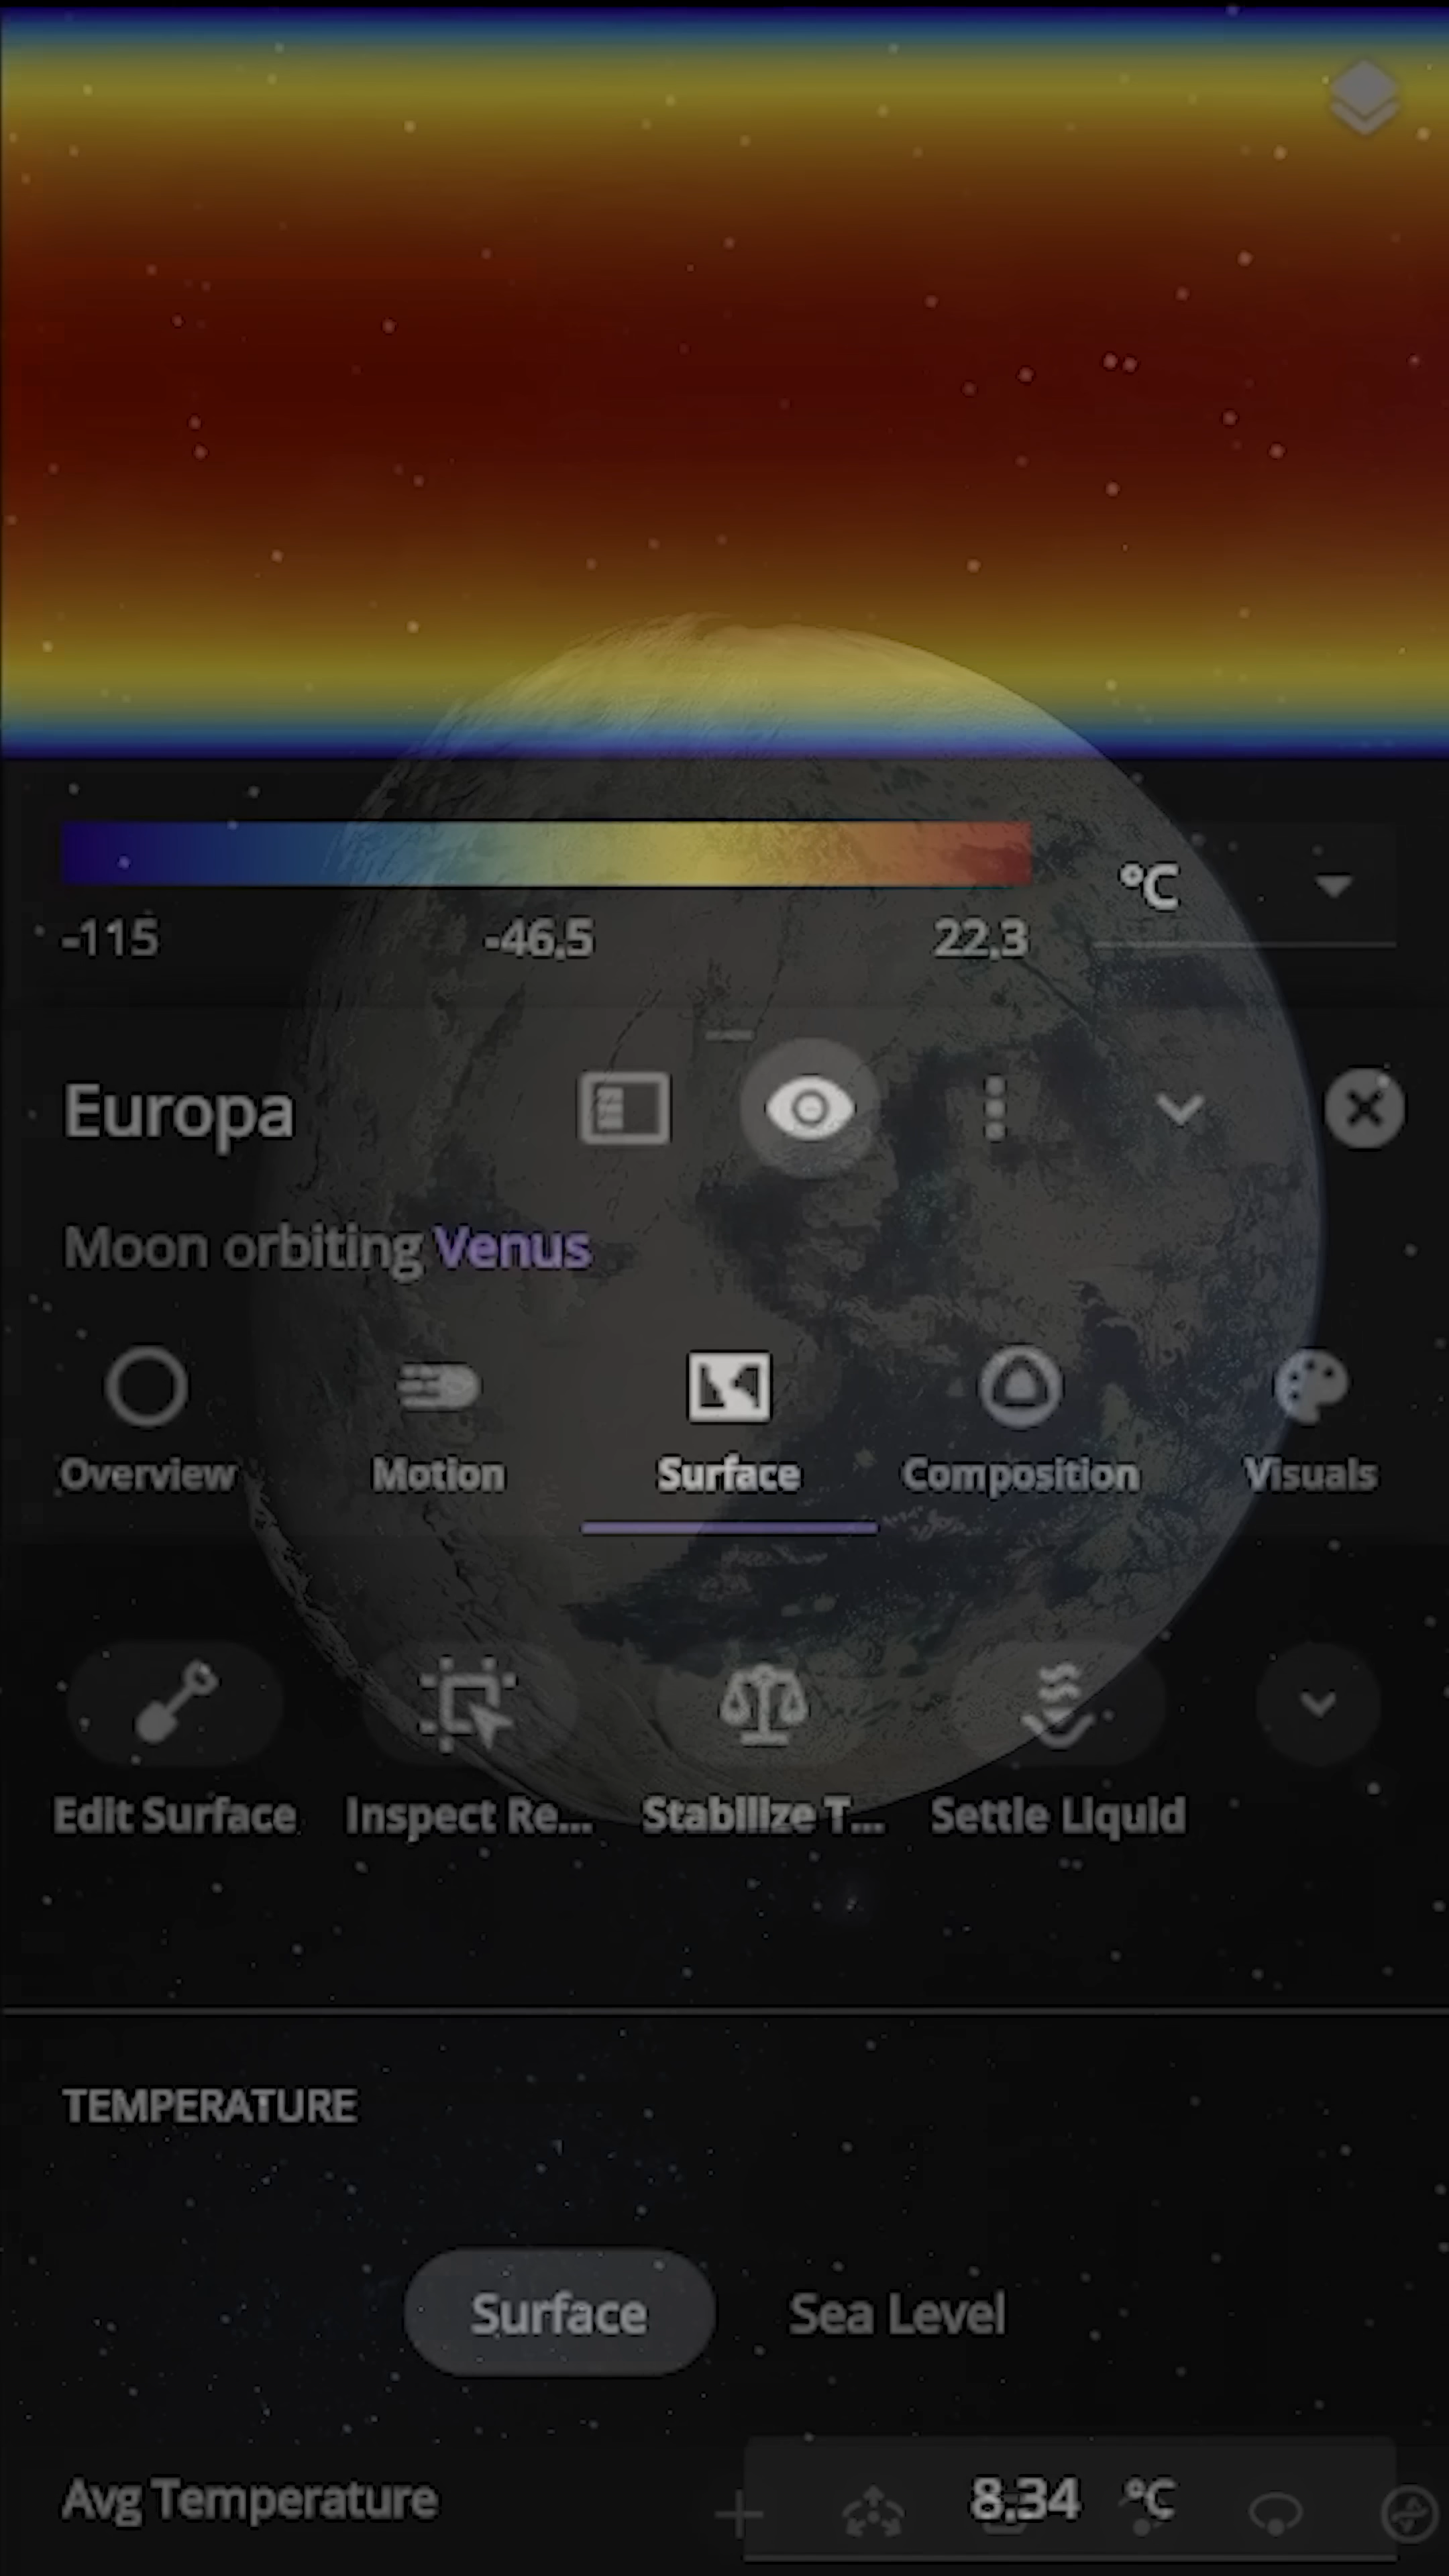 -115 -46.5 22.3 °C
Europa
Moon orbiting Venus
Overview Motion Surface Composition Visuals
Edit Surface Inspect Re... Stabilize T... Settle Liquid
TEMPERATURE
Surface Sea Level
Avg Temperature 8.34 °C